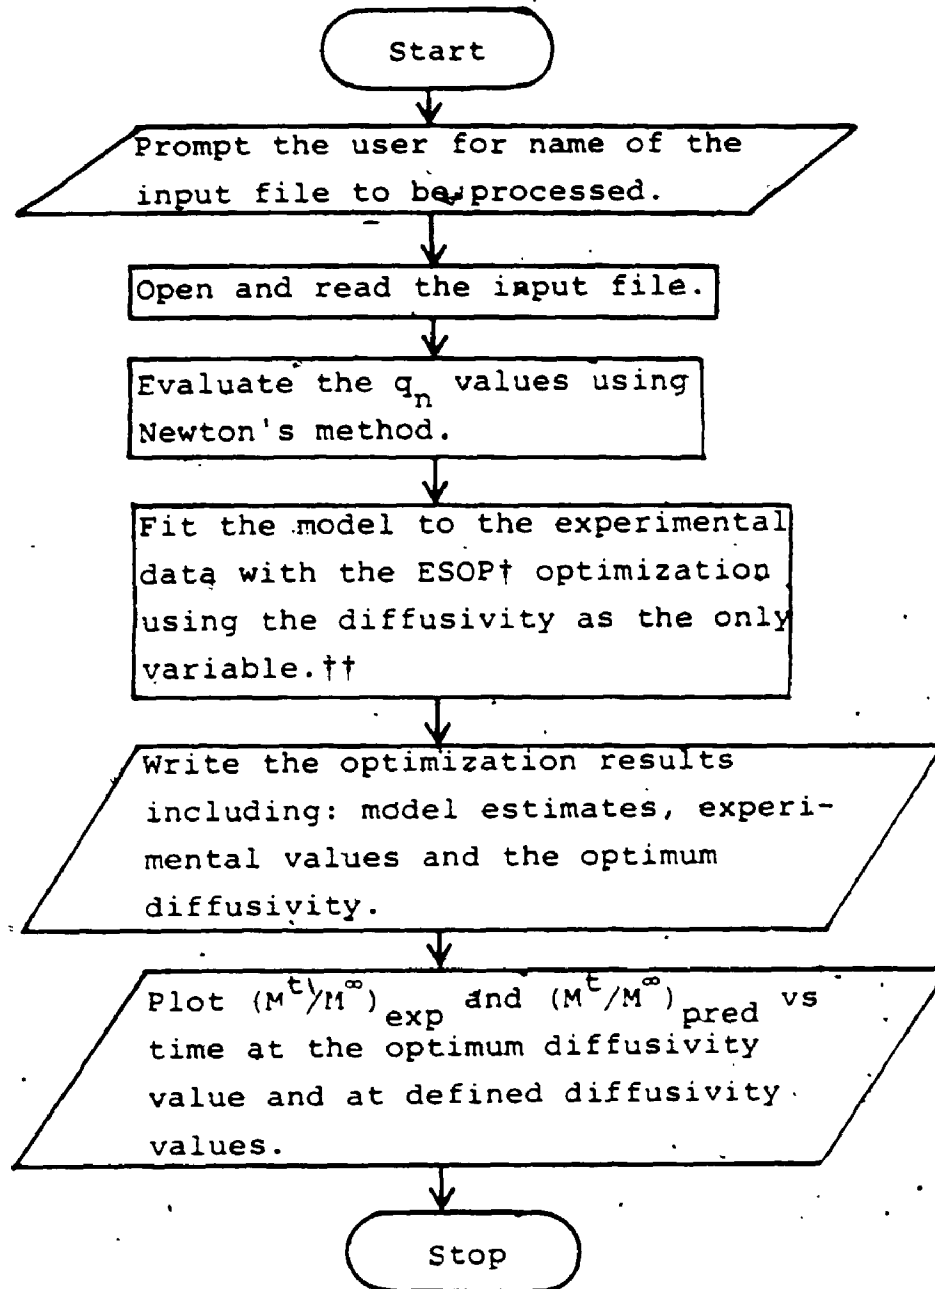 Start
Prompt the user for name of the
input file to be processed.
Open and read the input file.
Evaluate the qₙ values using
Newton's method.
Fit the model to the experimental
data with the ESOP† optimization
using the diffusivity as the only
variable.††
Write the optimization results
including: model estimates, experi-
mental values and the optimum
diffusivity.
Plot (M^t/M^∞)_exp and (M^t/M^∞)_pred vs
time at the optimum diffusivity
value and at defined diffusivity
values.
Stop